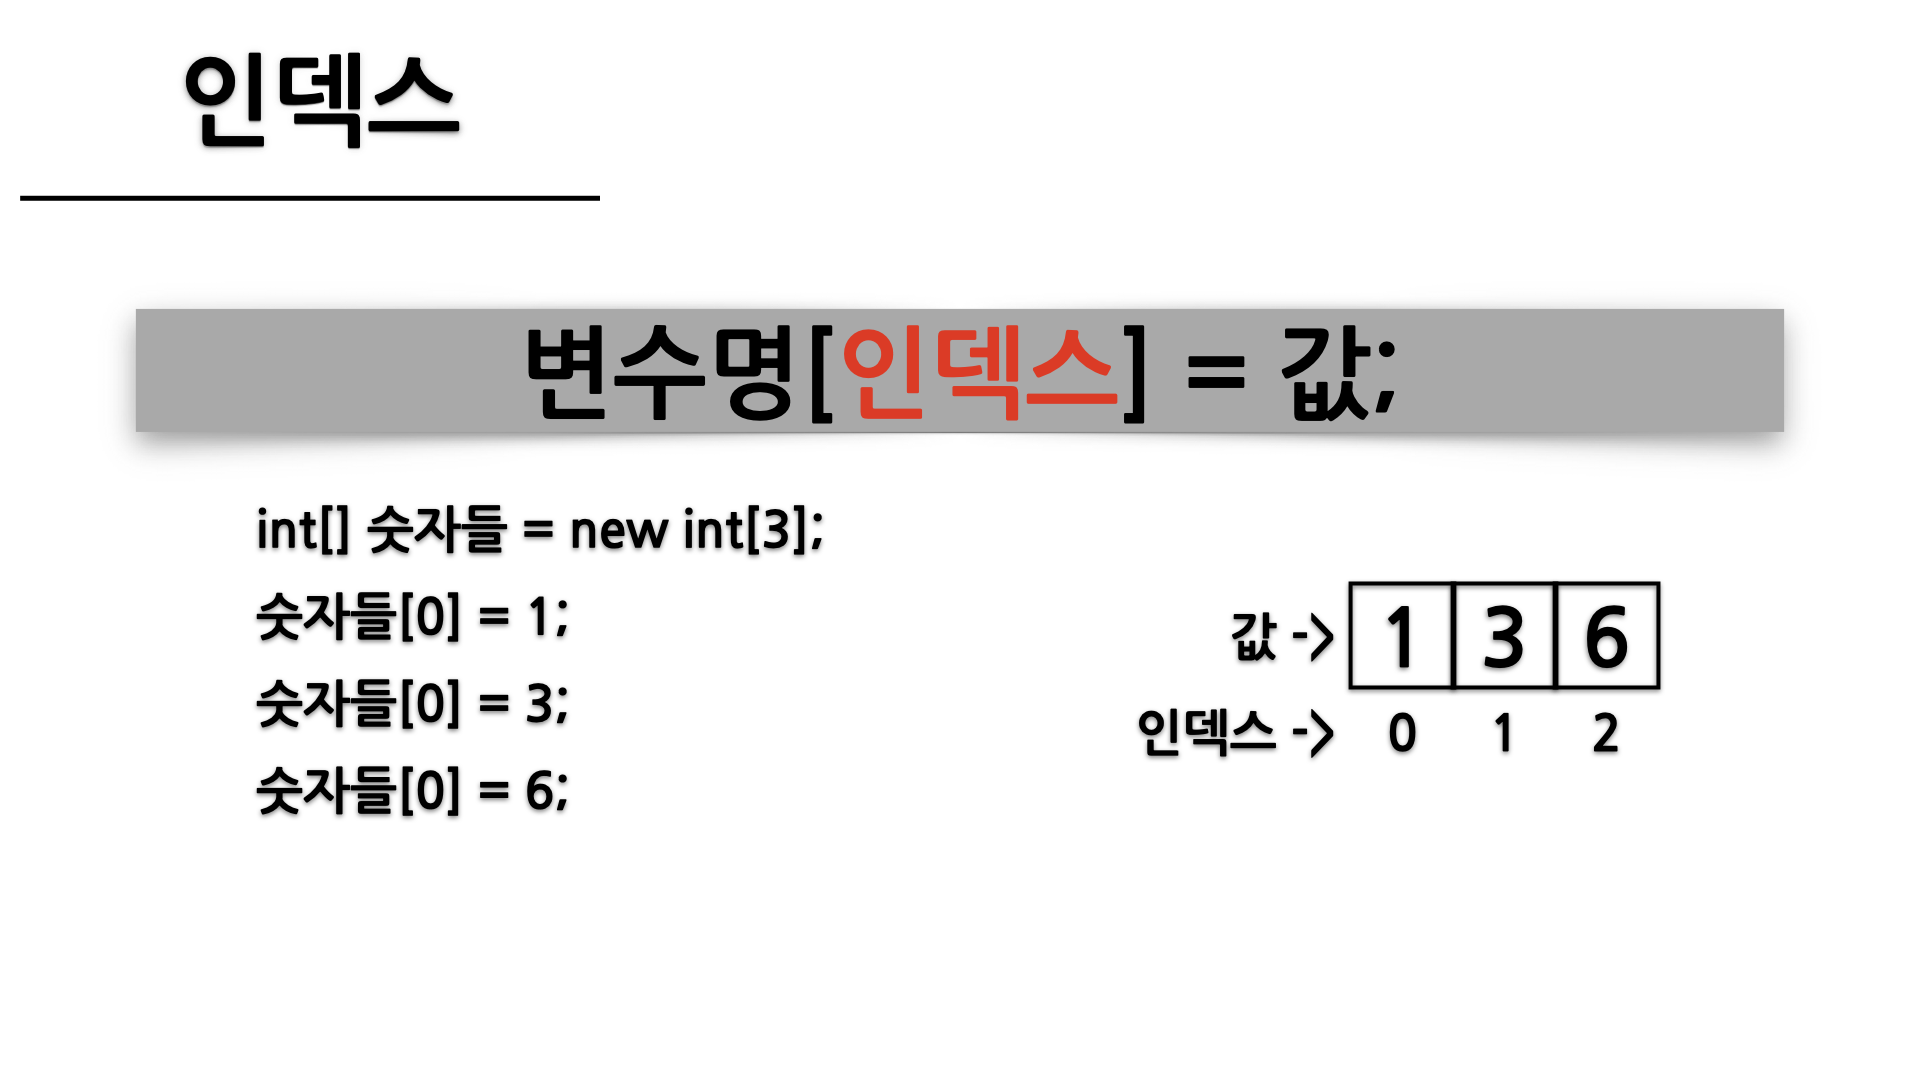 인덱스
변수명[인덱스] = 값;
int[] 숫자들 = new int[3];
숫자들[0] = 1;
숫자들[0] = 3;
숫자들[0] = 6;
값 -> 1 3 6
인덱스 -> 0 1 2